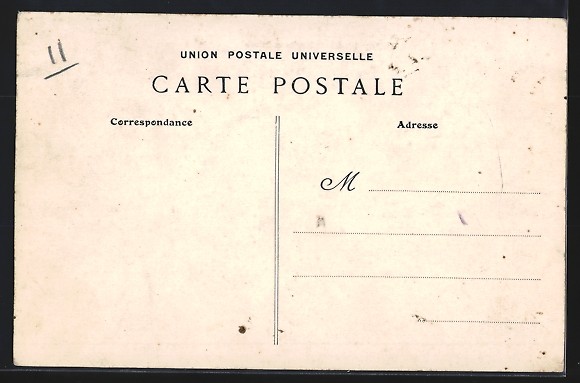 11
UNION POSTALE UNIVERSELLE
CARTE POSTALE
Correspondance
Adresse
M